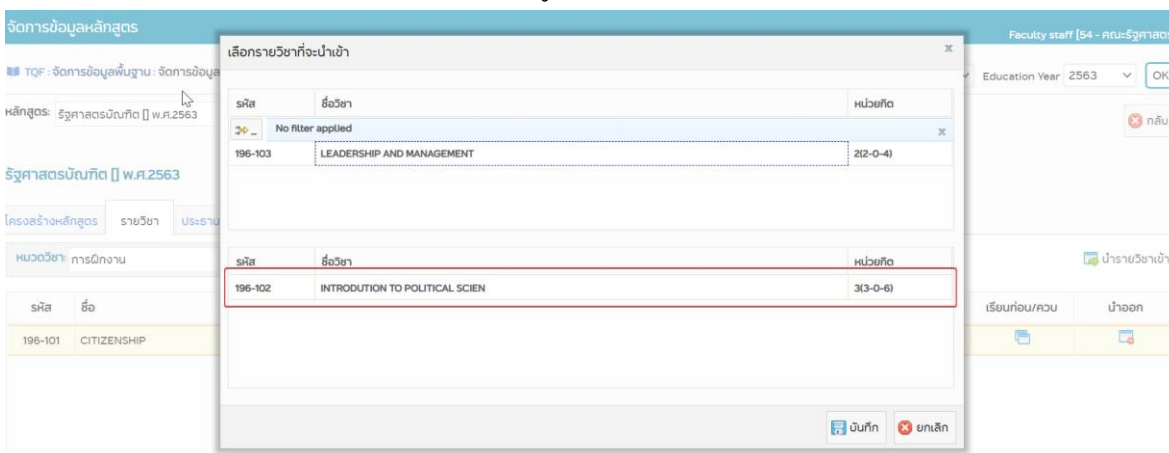 จัดการข้อมูลหลักสูตร
Faculty staff [54 - คณะรัฐศาสตร
TQF : จัดการข้อมูลพื้นฐาน : จัดการข้อมูล
Education Year 2563 OK
หลักสูตร: รัฐศาสตรบัณฑิต [] พ.ศ.2563
กลับ
รัฐศาสตรบัณฑิต [] พ.ศ.2563
โครงสร้างหลักสูตร รายวิชา ประธาน
หมวดวิชา: การฝึกงาน
นำรายวิชาเข้า
รหัส ชื่อ เรียนก่อน/ควบ นำออก
196-101 CITIZENSHIP
เลือกรายวิชาที่จะนำเข้า x
รหัส ชื่อวิชา หน่วยกิต
No filter applied x
196-103 LEADERSHIP AND MANAGEMENT 2(2-0-4)
รหัส ชื่อวิชา หน่วยกิต
196-102 INTRODUTION TO POLITICAL SCIEN 3(3-0-6)
บันทึก ยกเลิก